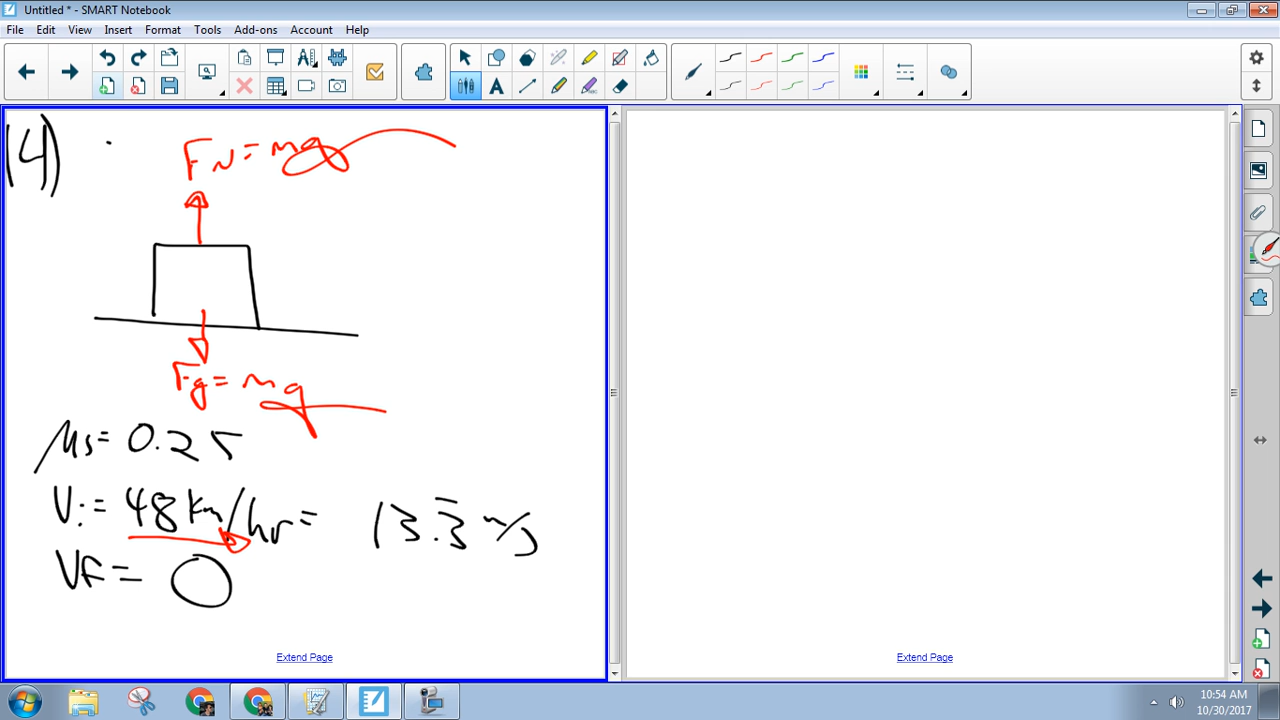 Untitled * - SMART Notebook
File Edit View Insert Format Tools Add-ons Account Help
14)
FN = mg
Fg = mg
μs = 0.25
Vi = 48 km/hr = 13.3̅ m/s
Vf = 0
Extend Page
Extend Page
10:54 AM
10/30/2017